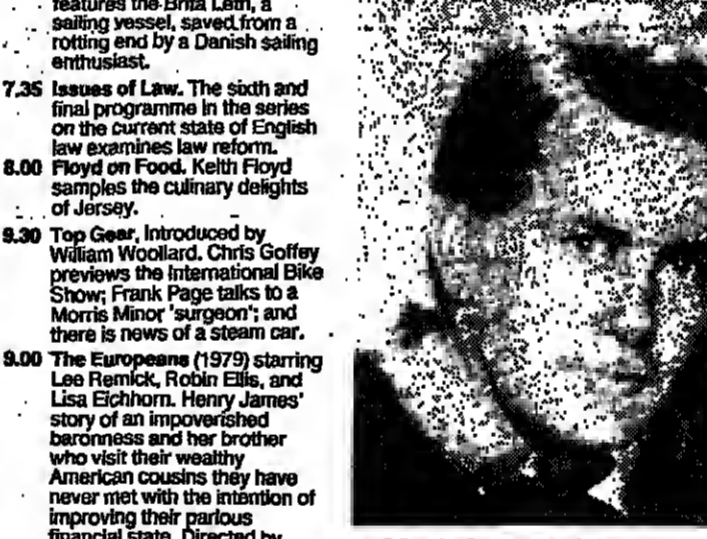 features the Brita Leth, a
sailing vessel, saved from a
rotting end by a Danish sailing
enthusiast.
7.35 Issues of Law. The sixth and
final programme in the series
on the current state of English
law examines law reform.
8.00 Floyd on Food. Keith Floyd
samples the culinary delights
of Jersey.
9.30 Top Gear, Introduced by
William Woollard. Chris Goffey
previews the International Bike
Show; Frank Page talks to a
Morris Minor 'surgeon'; and
there is news of a steam car.
9.00 The Europeans (1979) starring
Lee Remick, Robin Ellis, and
Lisa Eichhorn. Henry James'
story of an impoverished
baronness and her brother
who visit their wealthy
American cousins they have
never met with the intention of
improving their parlous
financial state. Directed by